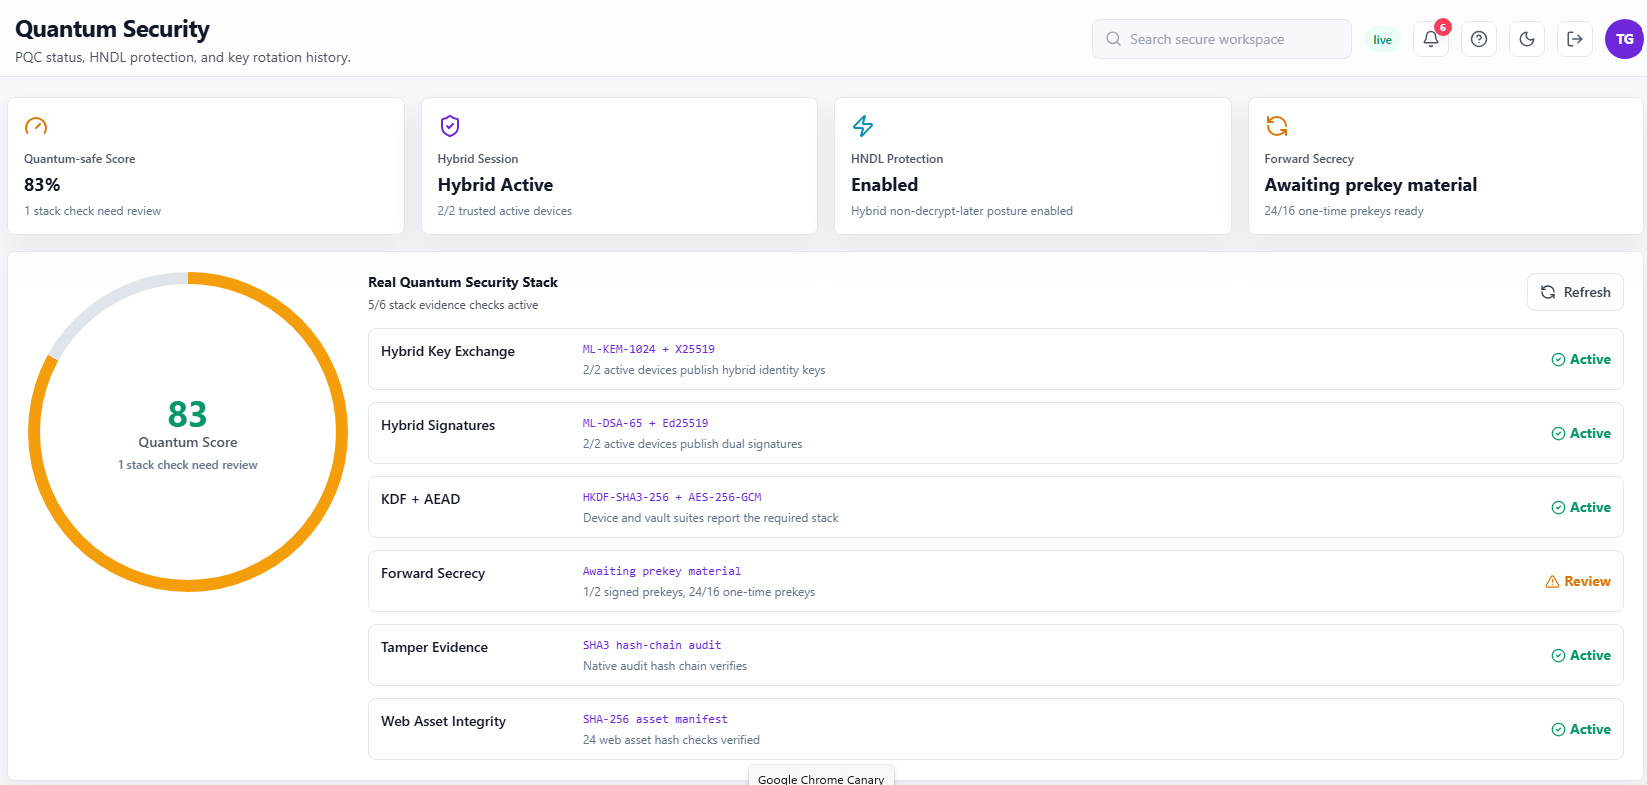 Quantum Security
PQC status, HNDL protection, and key rotation history.
Search secure workspace
live
6
TG
Quantum-safe Score
83%
1 stack check need review
Hybrid Session
Hybrid Active
2/2 trusted active devices
HNDL Protection
Enabled
Hybrid non-decrypt-later posture enabled
Forward Secrecy
Awaiting prekey material
24/16 one-time prekeys ready
83
Quantum Score
1 stack check need review
Real Quantum Security Stack
5/6 stack evidence checks active
Refresh
Hybrid Key Exchange
ML-KEM-1024 + X25519
2/2 active devices publish hybrid identity keys
Active
Hybrid Signatures
ML-DSA-65 + Ed25519
2/2 active devices publish dual signatures
Active
KDF + AEAD
HKDF-SHA3-256 + AES-256-GCM
Device and vault suites report the required stack
Active
Forward Secrecy
Awaiting prekey material
1/2 signed prekeys, 24/16 one-time prekeys
Review
Tamper Evidence
SHA3 hash-chain audit
Native audit hash chain verifies
Active
Web Asset Integrity
SHA-256 asset manifest
24 web asset hash checks verified
Active
Google Chrome Canary